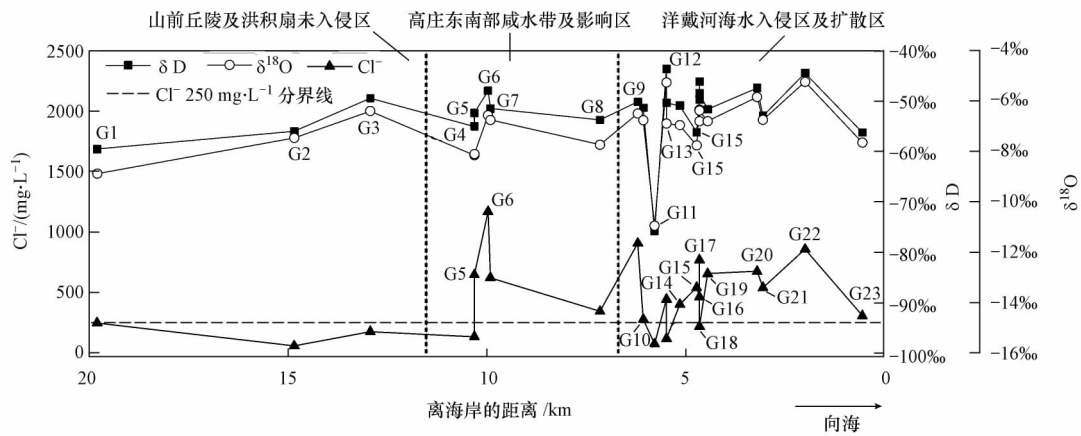 山前丘陵及洪积扇未入侵区 高庄东南部咸水带及影响区 洋戴河海水入侵区及扩散区
2500 -40‰ -4‰
δ D δ¹⁸O Cl⁻
Cl⁻ 250 mg·L⁻¹ 分界线
G1 G2 G3 G4 G5 G6 G7 G8 G9 G12 G13 G15 G15 G11
2000 -50‰ -6‰
1500 -60‰ -8‰
1000 -70‰ -10‰
-80‰ -12‰
500 -90‰ -14‰
0 -100‰ -16‰
G5 G6 G10 G14 G15 G17 G16 G18 G19 G20 G21 G22 G23
Cl⁻/(mg·L⁻¹)
δ D
δ¹⁸O
20 15 10 5 0
离海岸的距离 /km
向海